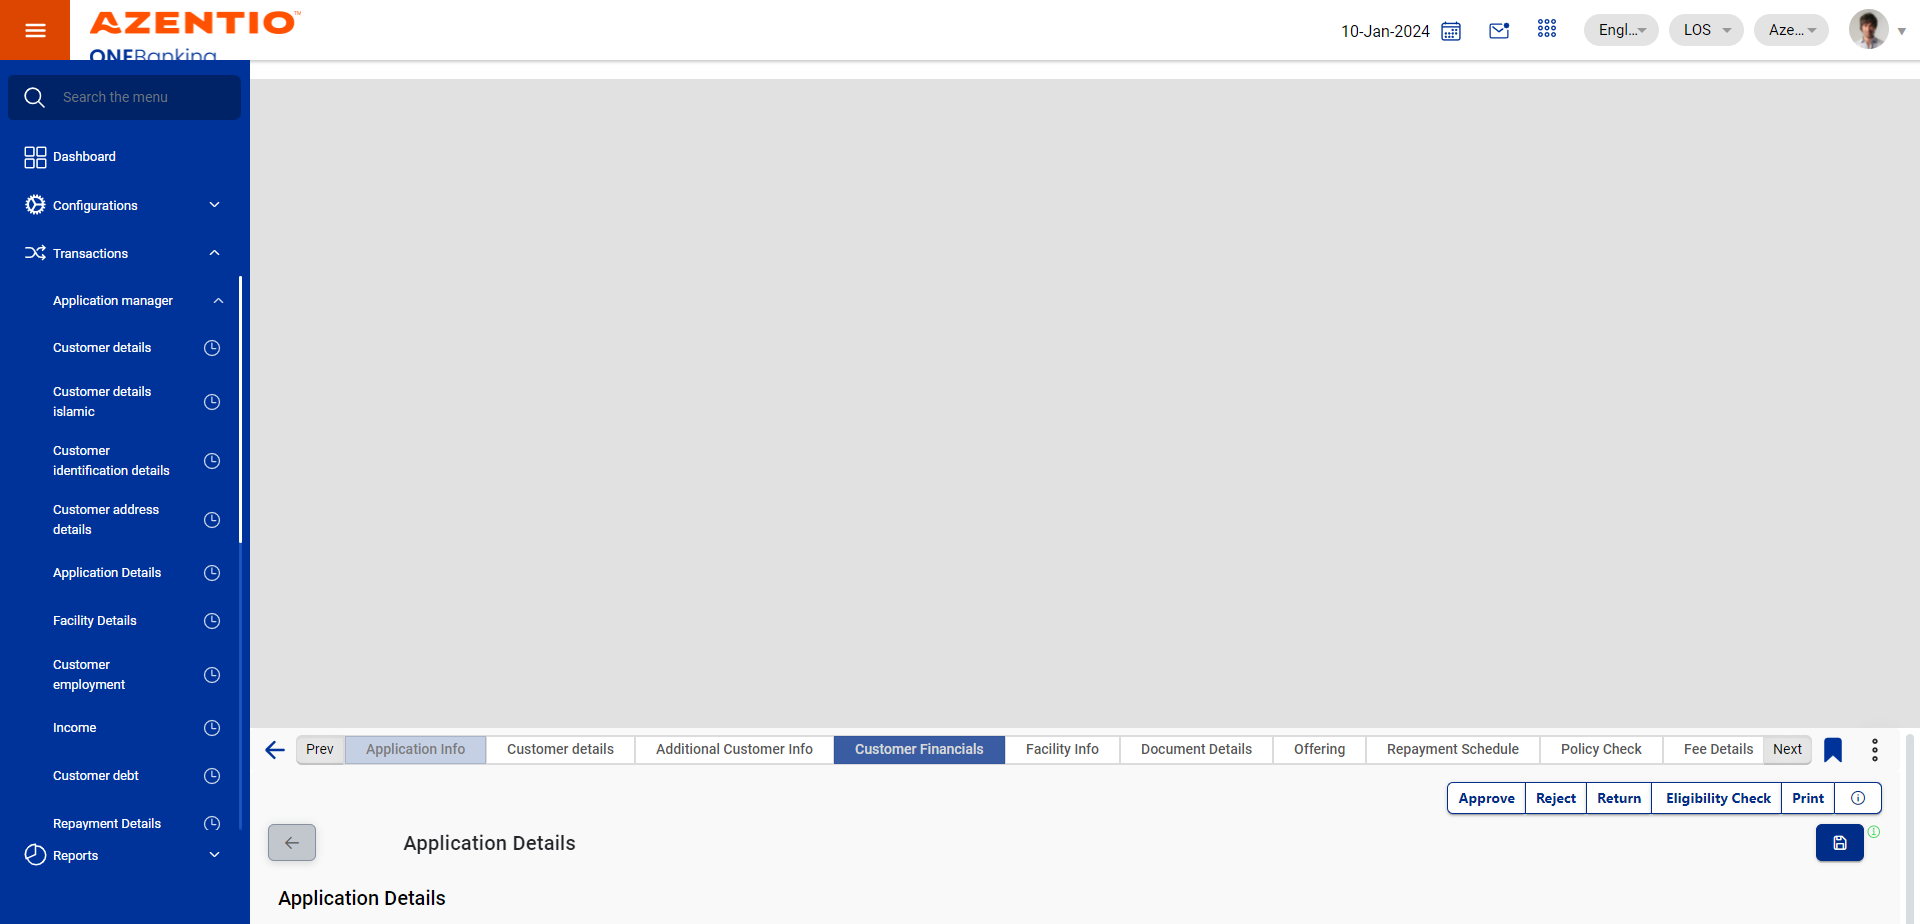 AZENTIO™
ONEBanking
10-Jan-2024
Engl...
LOS
Aze...
Search the menu
Dashboard
Configurations
Transactions
Application manager
Customer details
Customer details
islamic
Customer
identification details
Customer address
details
Application Details
Facility Details
Customer
employment
Income
Customer debt
Repayment Details
Reports
Prev
Application Info
Customer details
Additional Customer Info
Customer Financials
Facility Info
Document Details
Offering
Repayment Schedule
Policy Check
Fee Details
Next
Approve
Reject
Return
Eligibility Check
Print
Application Details
Application Details